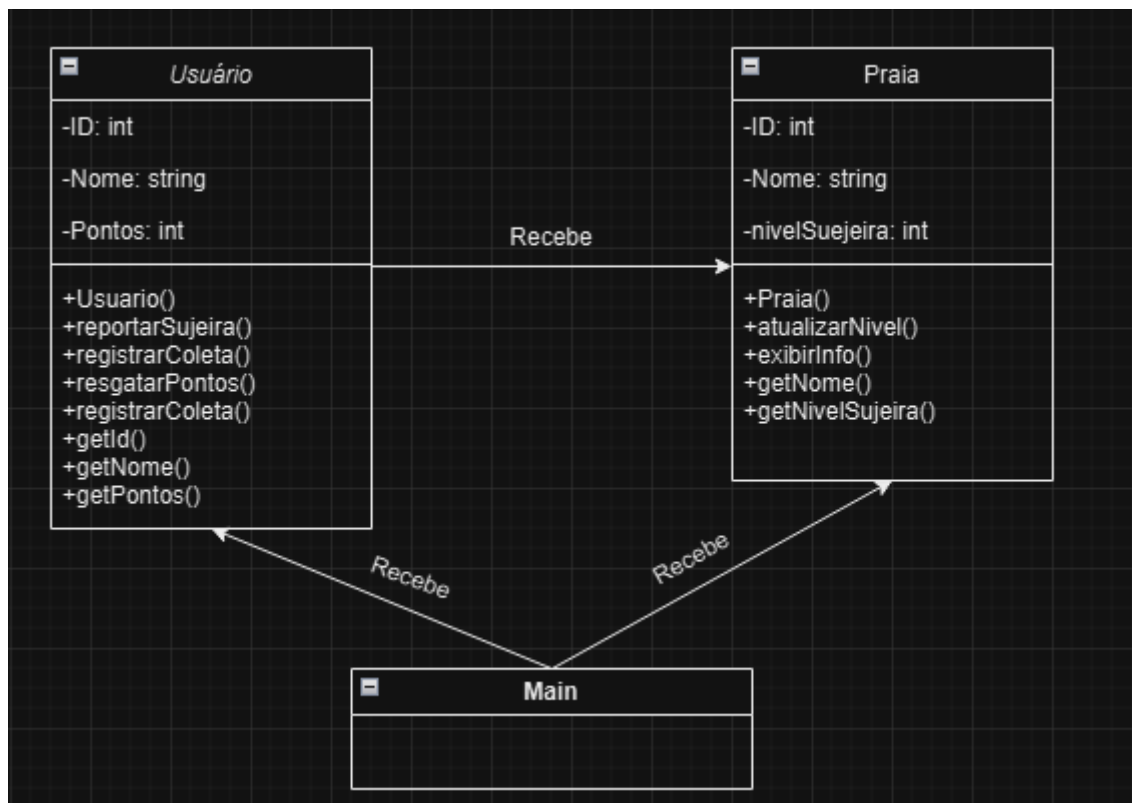 Usuário
-ID: int
-Nome: string
-Pontos: int
+Usuario()
+reportarSujeira()
+registrarColeta()
+resgatarPontos()
+registrarColeta()
+getId()
+getNome()
+getPontos()
Recebe
Praia
-ID: int
-Nome: string
-nivelSuejeira: int
+Praia()
+atualizarNivel()
+exibirInfo()
+getNome()
+getNivelSujeira()
Recebe
Recebe
Main